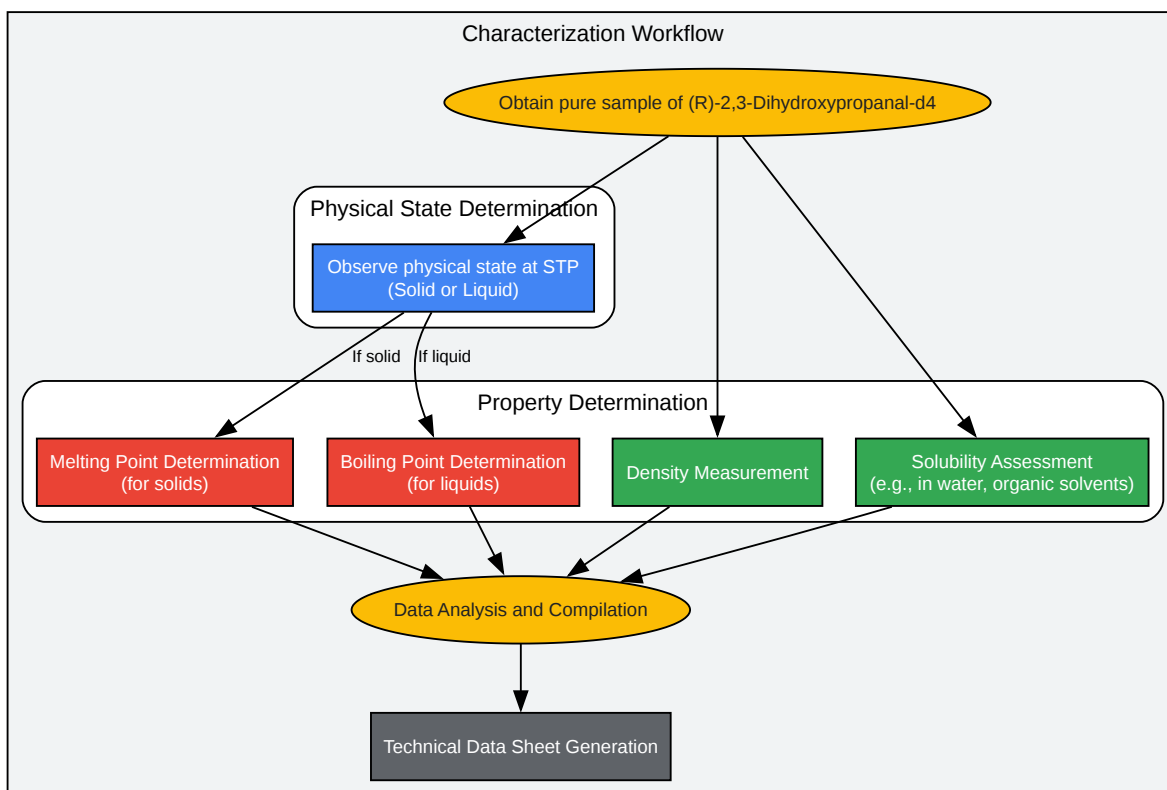 Characterization Workflow
Obtain pure sample of (R)-2,3-Dihydroxypropanal-d4
Physical State Determination
Observe physical state at STP
(Solid or Liquid)
If solid
If liquid
Property Determination
Melting Point Determination
(for solids)
Boiling Point Determination
(for liquids)
Density Measurement
Solubility Assessment
(e.g., in water, organic solvents)
Data Analysis and Compilation
Technical Data Sheet Generation